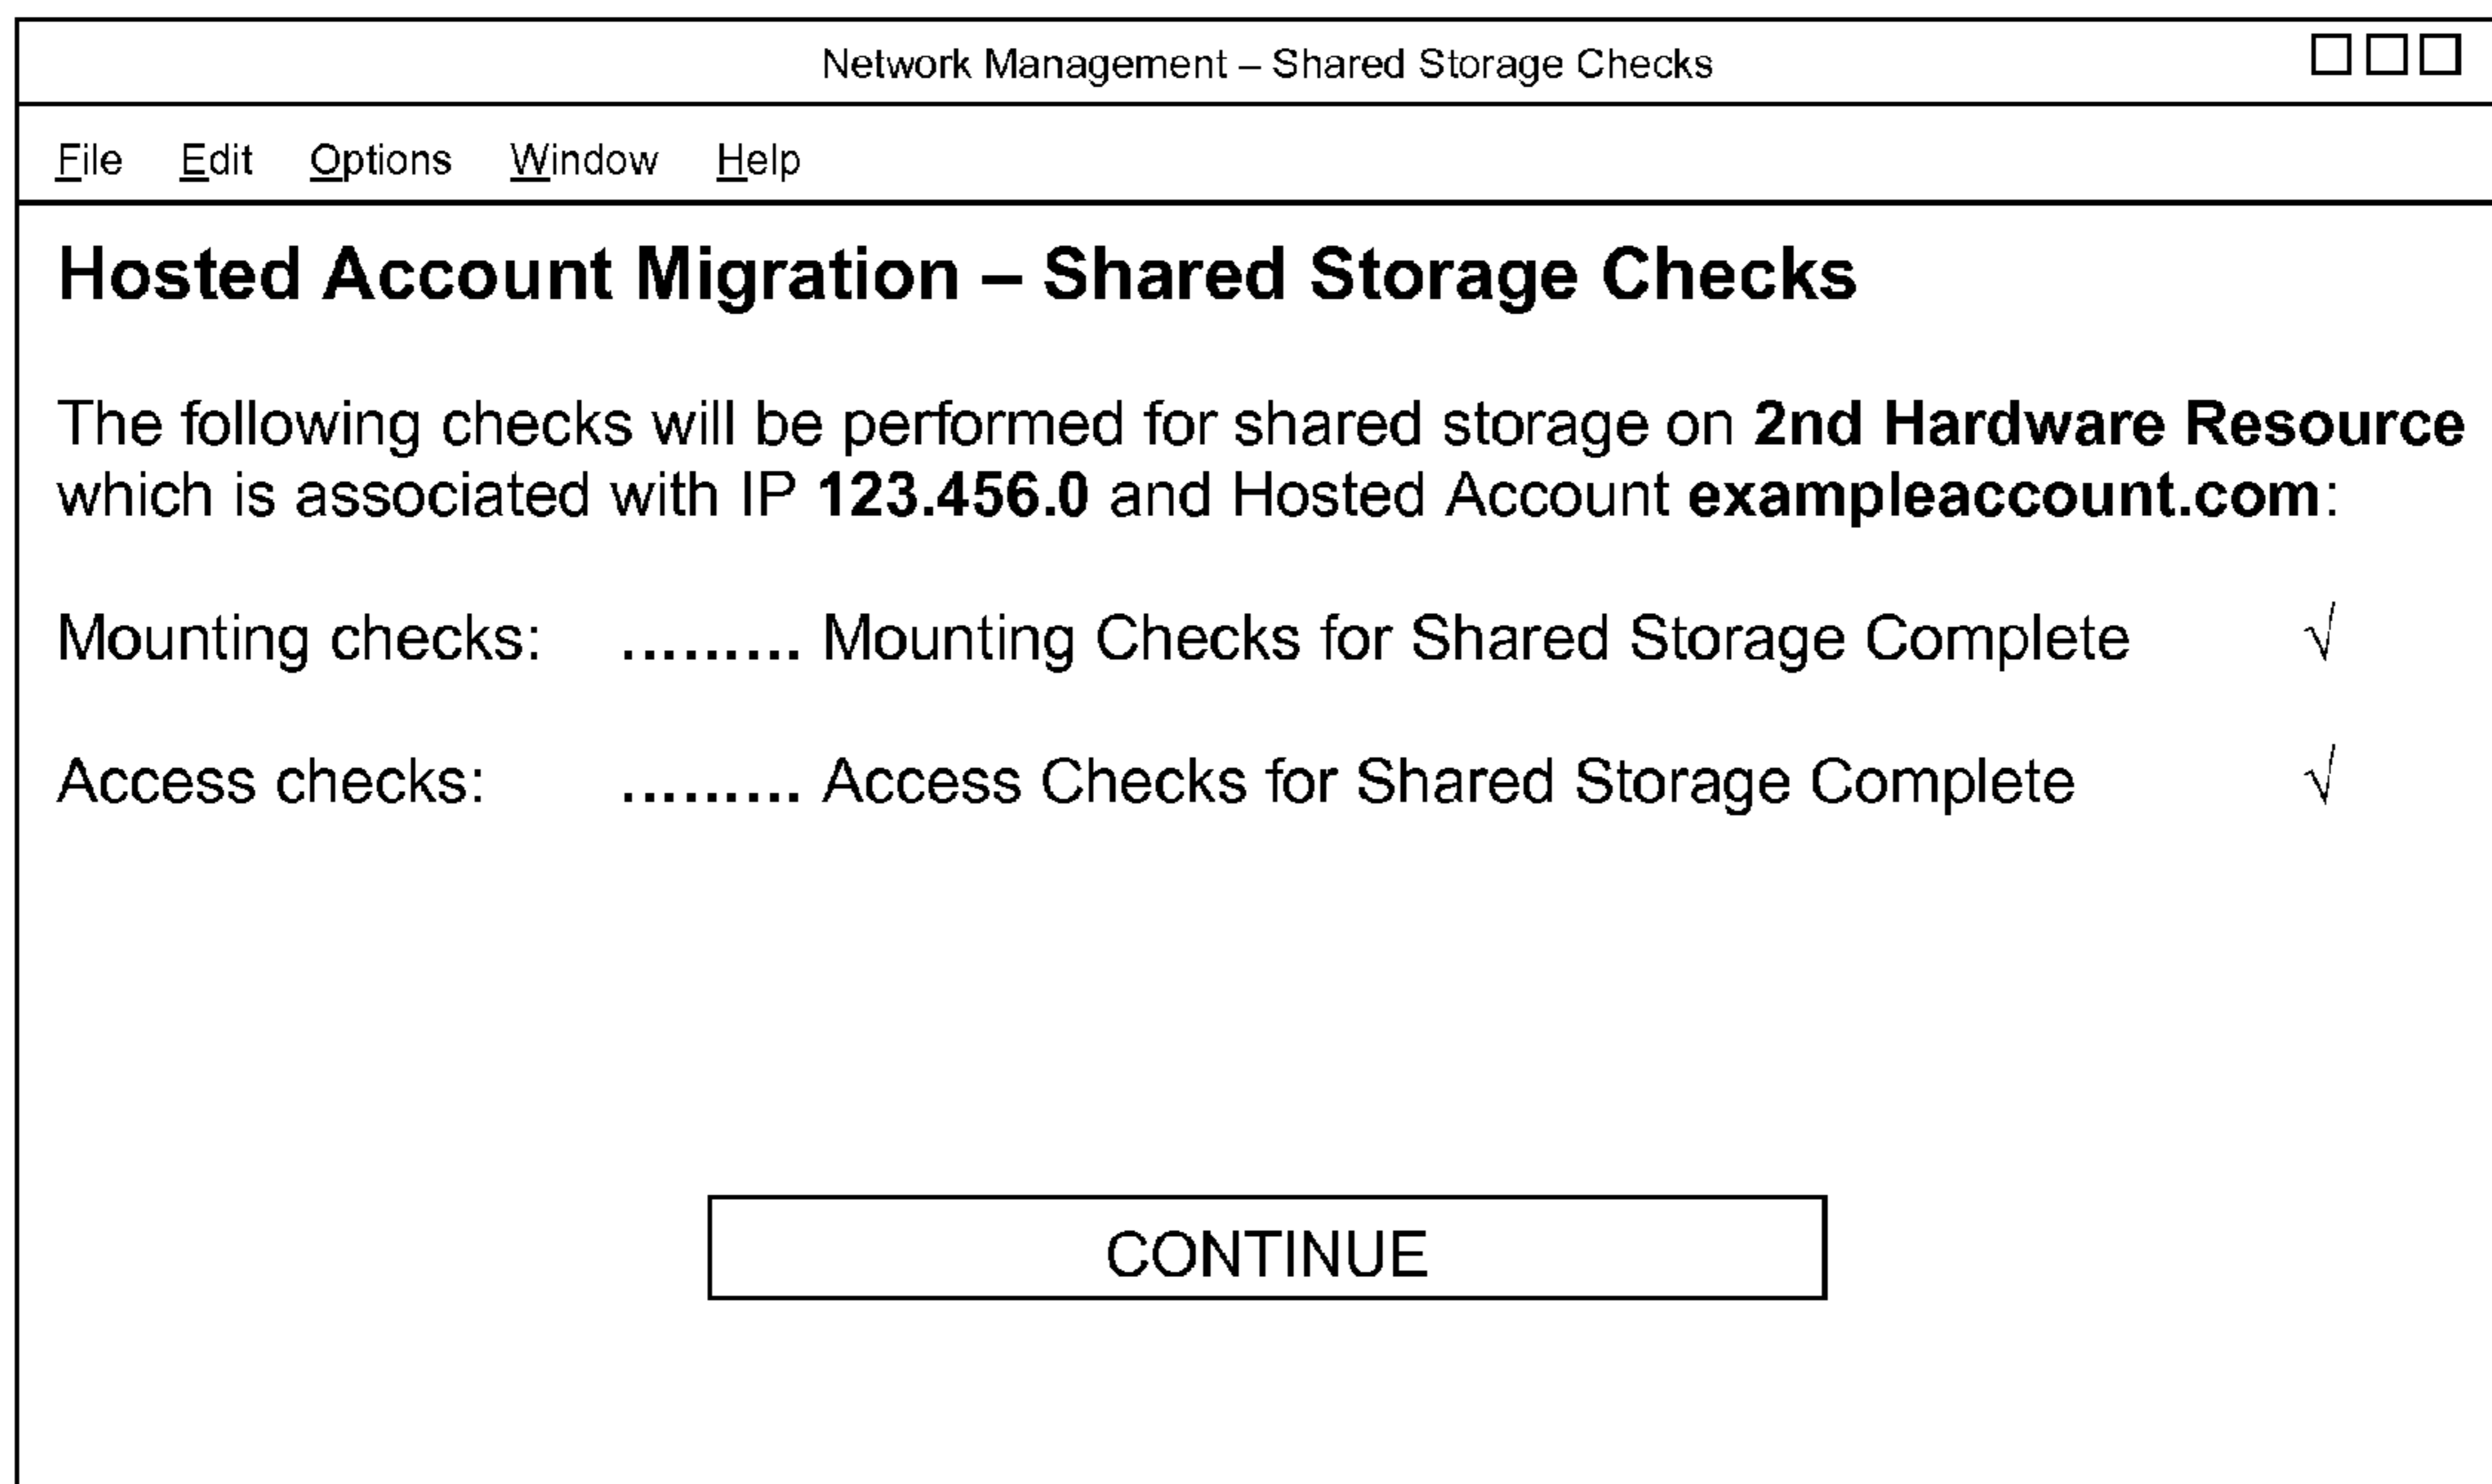 Network Management – Shared Storage Checks
File Edit Options Window Help
Hosted Account Migration – Shared Storage Checks
The following checks will be performed for shared storage on 2nd Hardware Resource
which is associated with IP 123.456.0 and Hosted Account exampleaccount.com:
Mounting checks: ......... Mounting Checks for Shared Storage Complete √
Access checks: ......... Access Checks for Shared Storage Complete √
CONTINUE